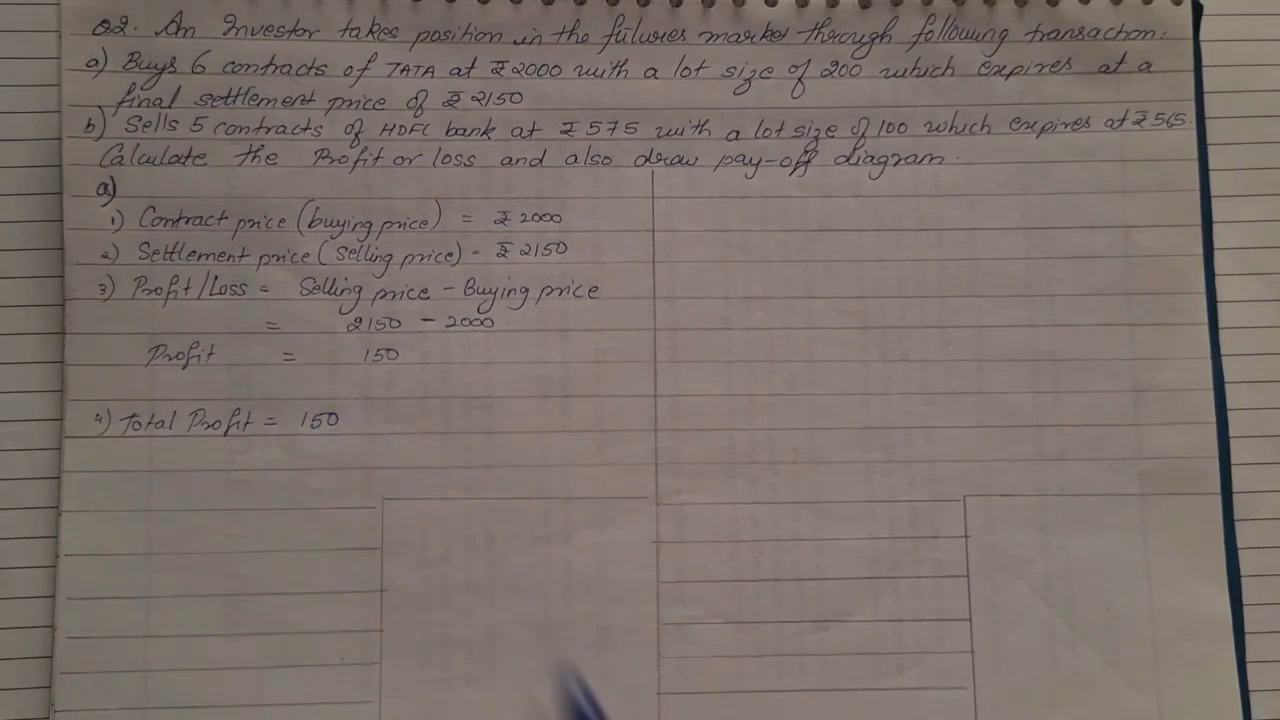 Q2. An Investor takes position in the futures market through following transaction:
a) Buys 6 contracts of TATA at ₹2000 with a lot size of 200 which expires at a
final settlement price of ₹2150
b) Sells 5 contracts of HDFC bank at ₹575 with a lot size of 100 which expires at ₹565.
Calculate the Profit or loss and also draw pay-off diagram.
a)
1) Contract price (buying price) = ₹2000
2) Settlement price (Selling price) - ₹2150
3) Profit/Loss = Selling price - Buying price
= 2150 - 2000
Profit = 150
4) Total Profit = 150